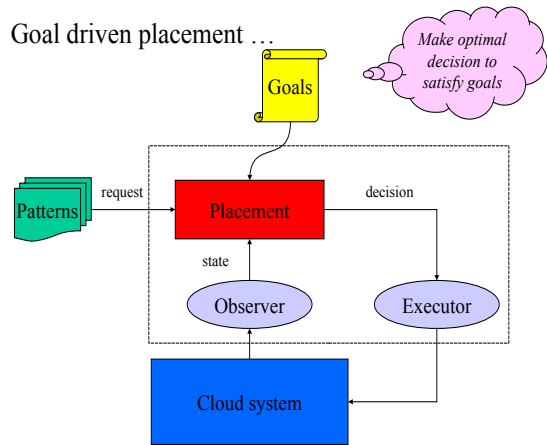 Goal driven placement …
Make optimal
decision to
satisfy goals
Goals
request
decision
Patterns
Placement
state
Observer
Executor
Cloud system